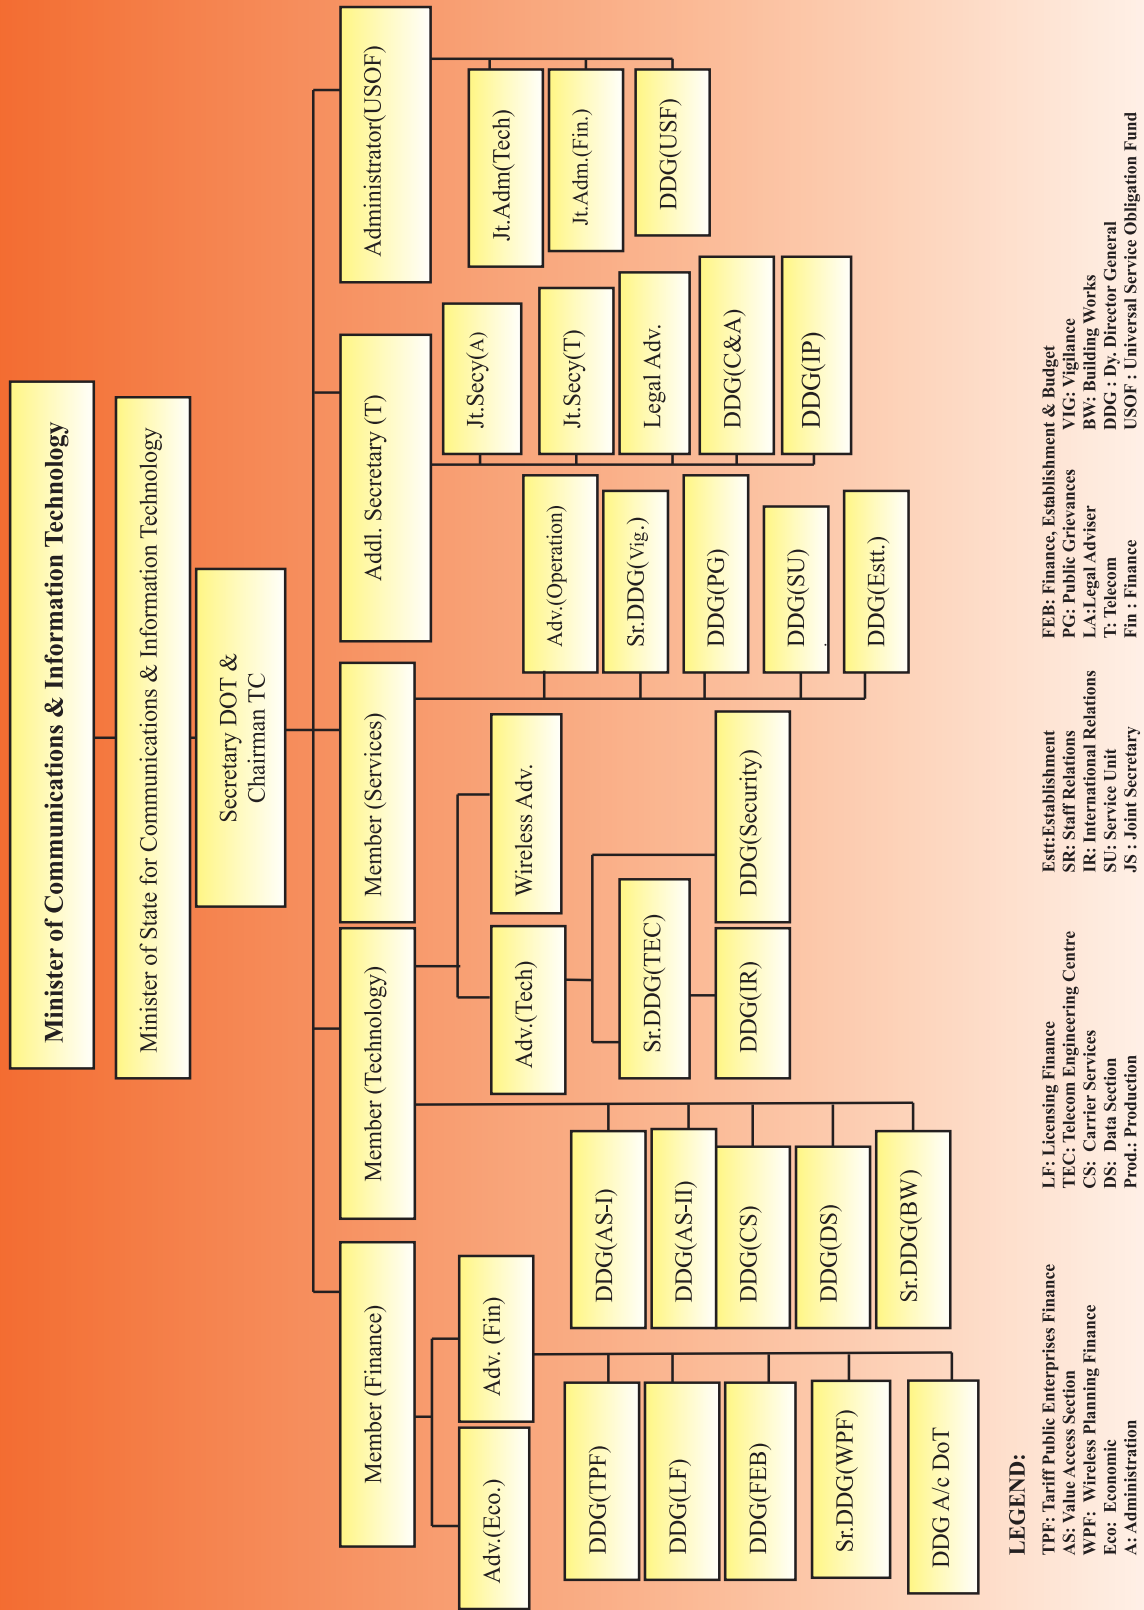 Minister of Communications & Information Technology
Minister of State for Communications & Information Technology
Secretary DOT &
Chairman TC
Member (Finance)
Member (Technology)
Member (Services)
Addl. Secretary (T)
Administrator(USOF)
Adv.(Eco.)
Adv. (Fin)
DDG(TPF)
DDG(LF)
DDG(FEB)
Sr.DDG(WPF)
DDG A/c DoT
DDG(AS-I)
DDG(AS-II)
DDG(CS)
DDG(DS)
Sr.DDG(BW)
Adv.(Tech)
Wireless Adv.
Sr.DDG(TEC)
DDG(IR)
DDG(Security)
Adv.(Operation)
Sr.DDG(Vig.)
DDG(PG)
DDG(SU)
DDG(Estt.)
Jt.Secy(A)
Jt.Secy(T)
Legal Adv.
DDG(C&A)
DDG(IP)
Jt.Adm(Tech)
Jt.Adm.(Fin.)
DDG(USF)
LEGEND:
TPF: Tariff Public Enterprises Finance
AS: Value Access Section
WPF: Wireless Planning Finance
Eco: Economic
A: Administration
LF: Licensing Finance
TEC: Telecom Engineering Centre
CS: Carrier Services
DS: Data Section
Prod.: Production
Estt:Establishment
SR: Staff Relations
IR: International Relations
SU: Service Unit
JS : Joint Secretary
FEB: Finance, Establishment & Budget
PG: Public Grievances
LA:Legal Adviser
T: Telecom
Fin : Finance
VIG: Vigilance
BW: Building Works
DDG : Dy. Director General
USOF : Universal Service Obligation Fund